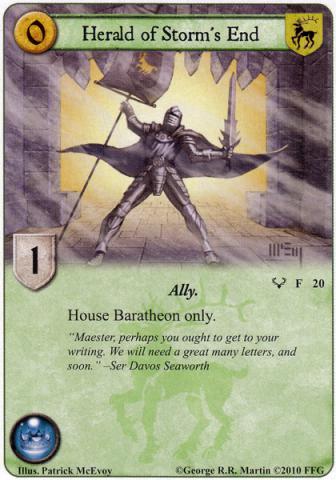 0
Herald of Storm's End
1
Ally.
F 20
House Baratheon only.
"Maester, perhaps you ought to get to your
writing. We will need a great many letters, and
soon." –Ser Davos Seaworth
Illus. Patrick McEvoy
©George R.R. Martin ©2010 FFG